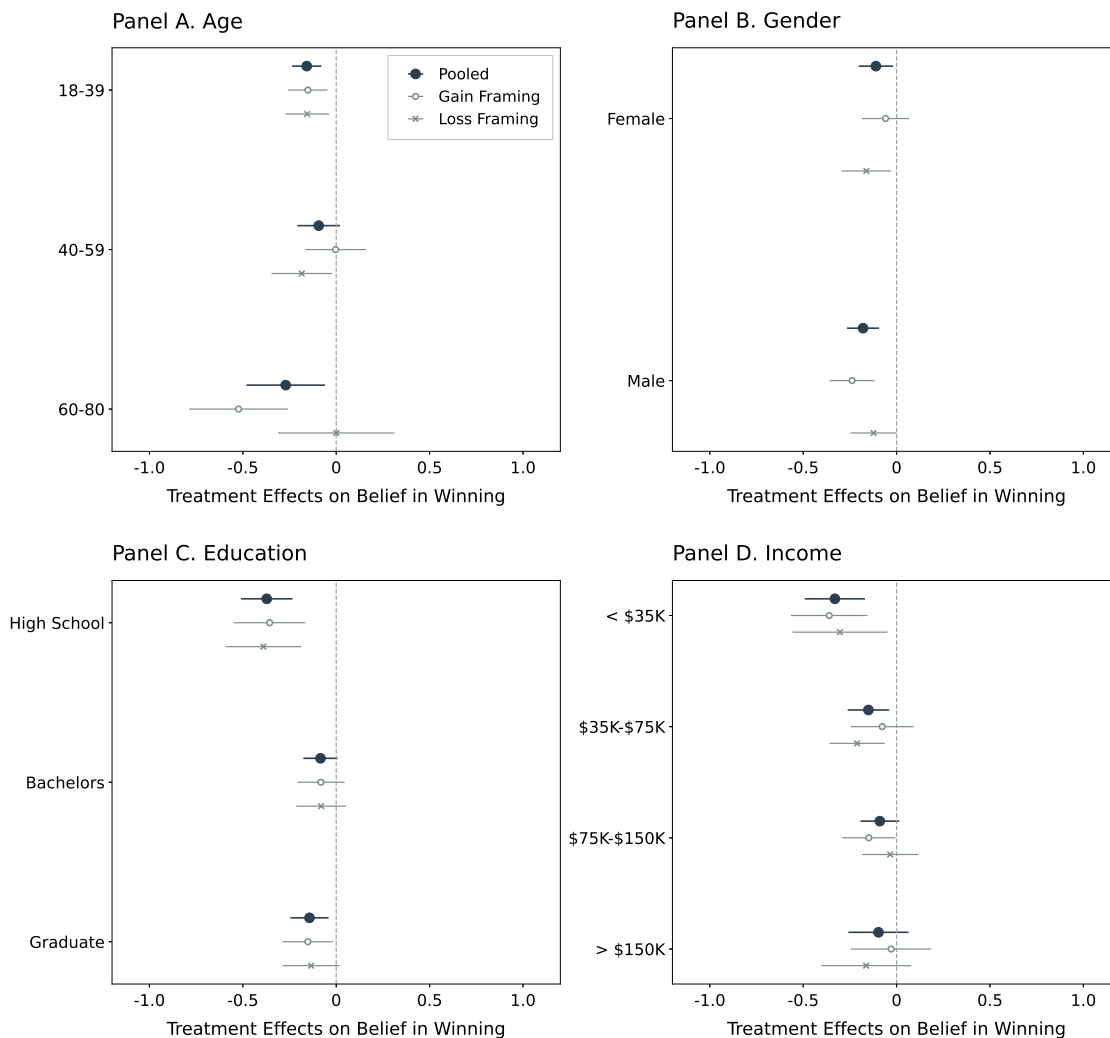 Panel A. Age
18-39
40-59
60-80
Pooled
Gain Framing
Loss Framing
-1.0 -0.5 0 0.5 1.0
Treatment Effects on Belief in Winning
Panel B. Gender
Female
Male
-1.0 -0.5 0 0.5 1.0
Treatment Effects on Belief in Winning
Panel C. Education
High School
Bachelors
Graduate
-1.0 -0.5 0 0.5 1.0
Treatment Effects on Belief in Winning
Panel D. Income
< $35K
$35K-$75K
$75K-$150K
> $150K
-1.0 -0.5 0 0.5 1.0
Treatment Effects on Belief in Winning